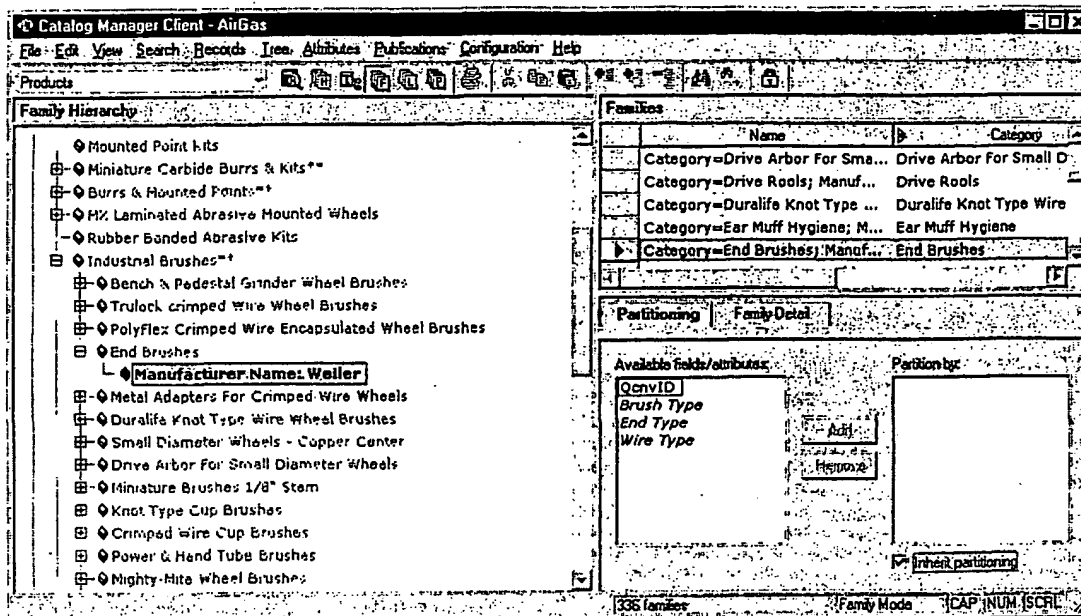 Catalog Manager Client - AirGas
File Edit View Search Records Tree Attributes Publications Configuration Help
Products
Family Hierarchy
Mounted Point Kits
Miniature Carbide Burrs & Kits**
Burrs & Mounted Points**
MX Laminated Abrasive Mounted Wheels
Rubber Bonded Abrasive Kits
Industrial Brushes**
Bench & Pedestal Grinder Wheel Brushes
Trulock crimped Wire Wheel Brushes
PolyFlex Crimped Wire Encapsulated Wheel Brushes
End Brushes
Manufacturer Name: Weiler
Metal Adapters For Crimped Wire Wheels
Duralife Knot Type Wire Wheel Brushes
Small Diameter Wheels - Copper Center
Drive Arbor For Small Diameter Wheels
Miniature Brushes 1/8" Stem
Knot Type Cup Brushes
Crimped Wire Cup Brushes
Power & Hand Tube Brushes
Mighty-Mite Wheel Brushes
Families
Name Category
Category=Drive Arbor For Sma... Drive Arbor For Small D
Category=Drive Rools; Manuf... Drive Rools
Category=Duralife Knot Type ... Duralife Knot Type Wire
Category=Ear Muff Hygiene; M... Ear Muff Hygiene
Category=End Brushes; Manuf... End Brushes
Partitioning Family Detail
Available fields/attributes: Partition by:
QcnvID
Brush Type
End Type
Wire Type
Add
Remove
Inherit partitioning
336 families Family Mode CAP NUM SCRL